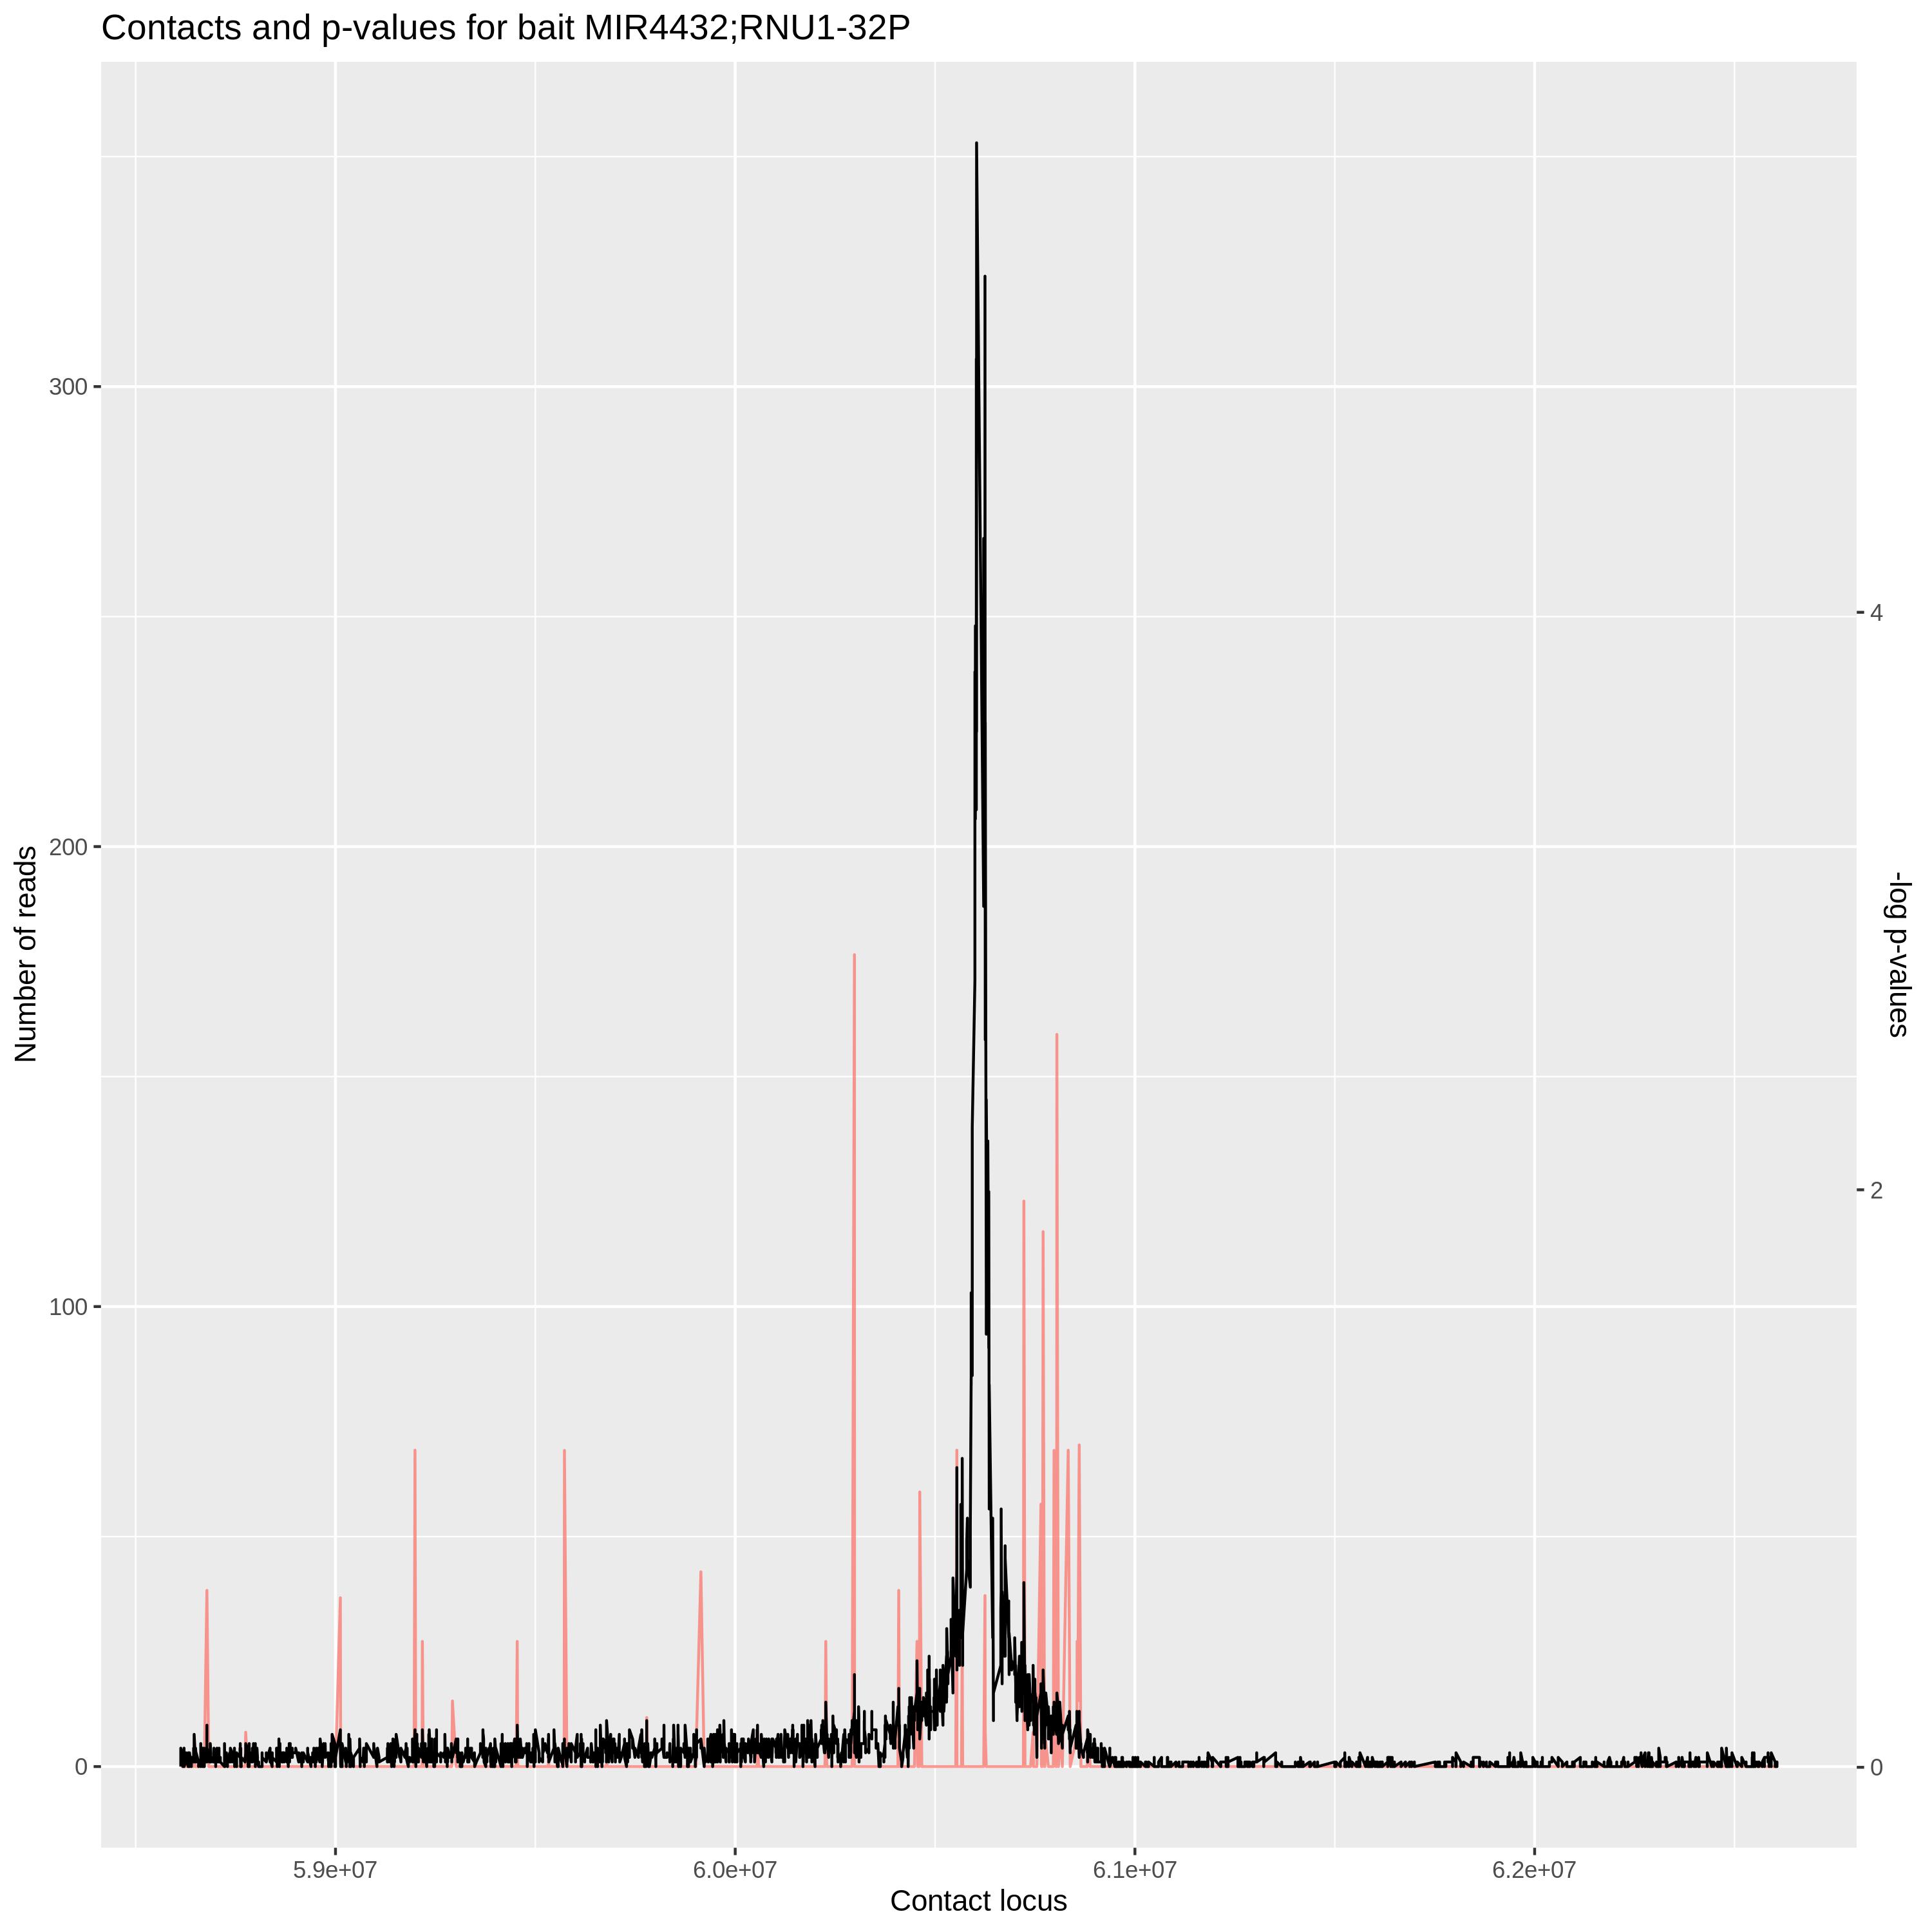 Contacts and p-values for bait MIR4432;RNU1-32P
Number of reads
300
200
100
0
4
2
0
-log p-values
5.9e+07 6.0e+07 6.1e+07 6.2e+07
Contact locus